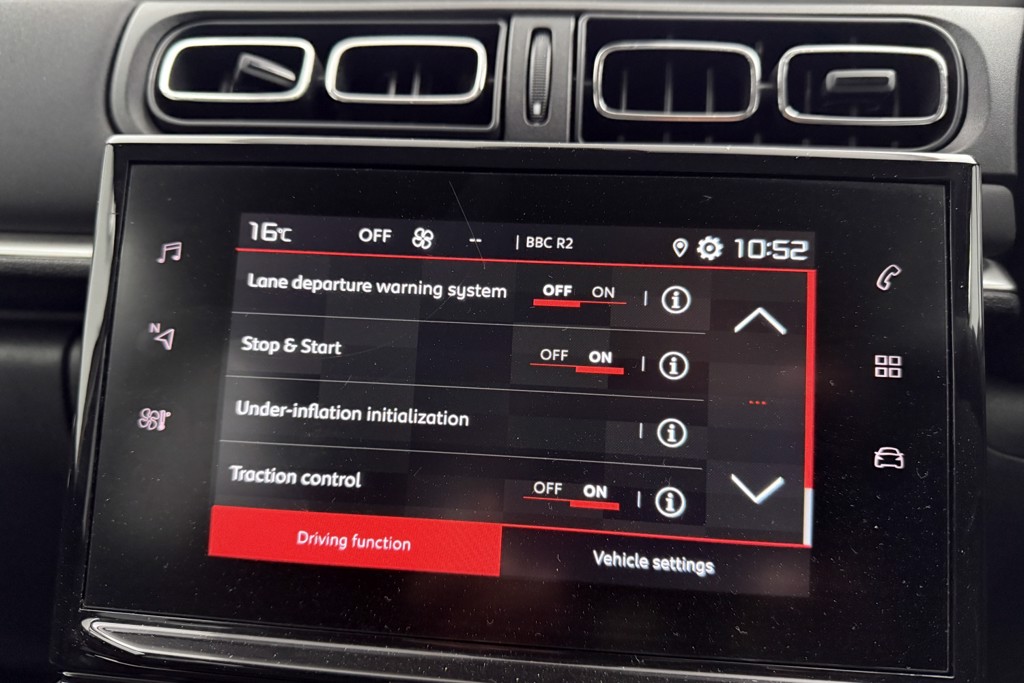 16°C OFF -- | BBC R2 10:52
Lane departure warning system OFF ON i
Stop & Start OFF ON i
N
Under-inflation initialization i
Traction control OFF ON i
Driving function Vehicle settings